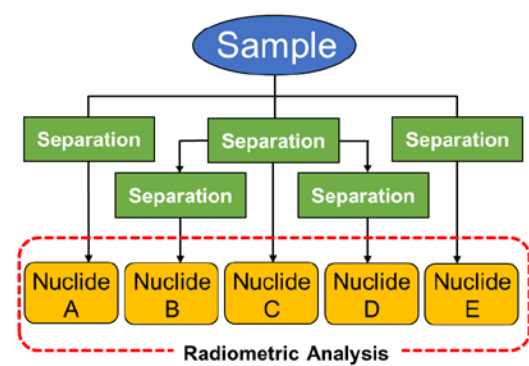 Sample
Separation
Separation
Separation
Separation
Separation
Nuclide
A
Nuclide
B
Nuclide
C
Nuclide
D
Nuclide
E
Radiometric Analysis